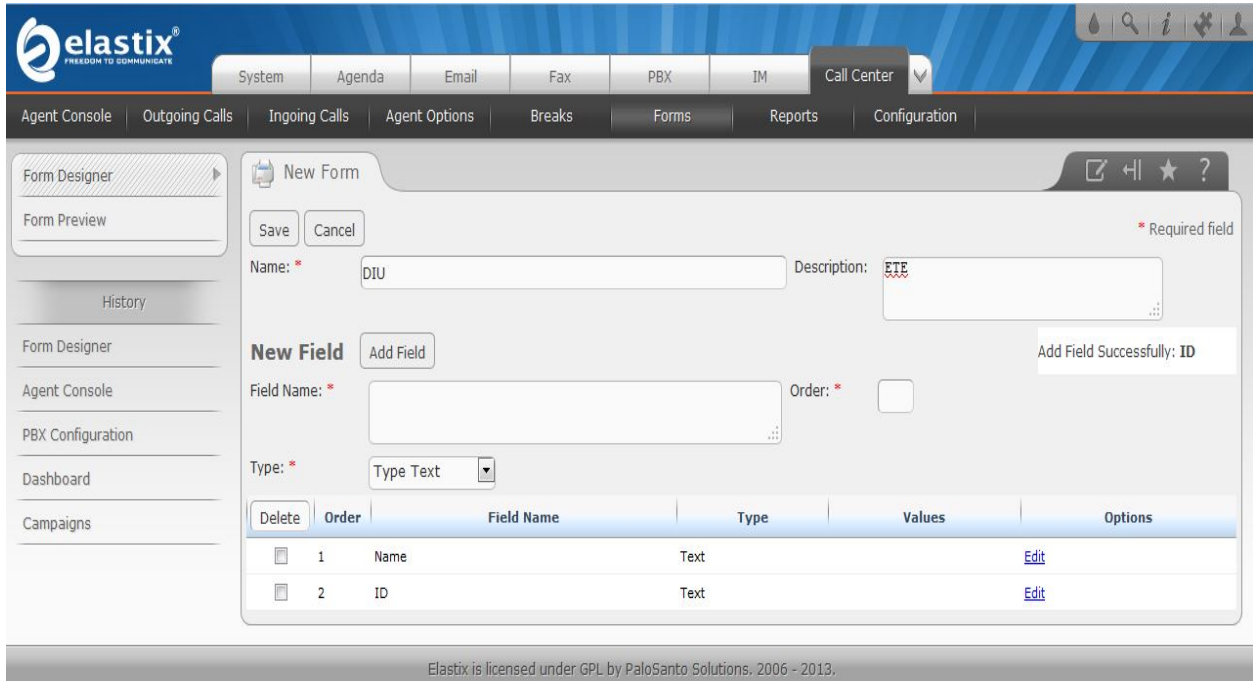 elastix®
FREEDOM TO COMMUNICATE
System Agenda Email Fax PBX IM Call Center
Agent Console Outgoing Calls Ingoing Calls Agent Options Breaks Forms Reports Configuration
Form Designer
Form Preview
History
Form Designer
Agent Console
PBX Configuration
Dashboard
Campaigns
New Form
Save Cancel * Required field
Name: * DIU Description: ETE
New Field Add Field Add Field Successfully: ID
Field Name: * Order: *
Type: * Type Text
Delete Order Field Name Type Values Options
1 Name Text Edit
2 ID Text Edit
Elastix is licensed under GPL by PaloSanto Solutions. 2006 - 2013.